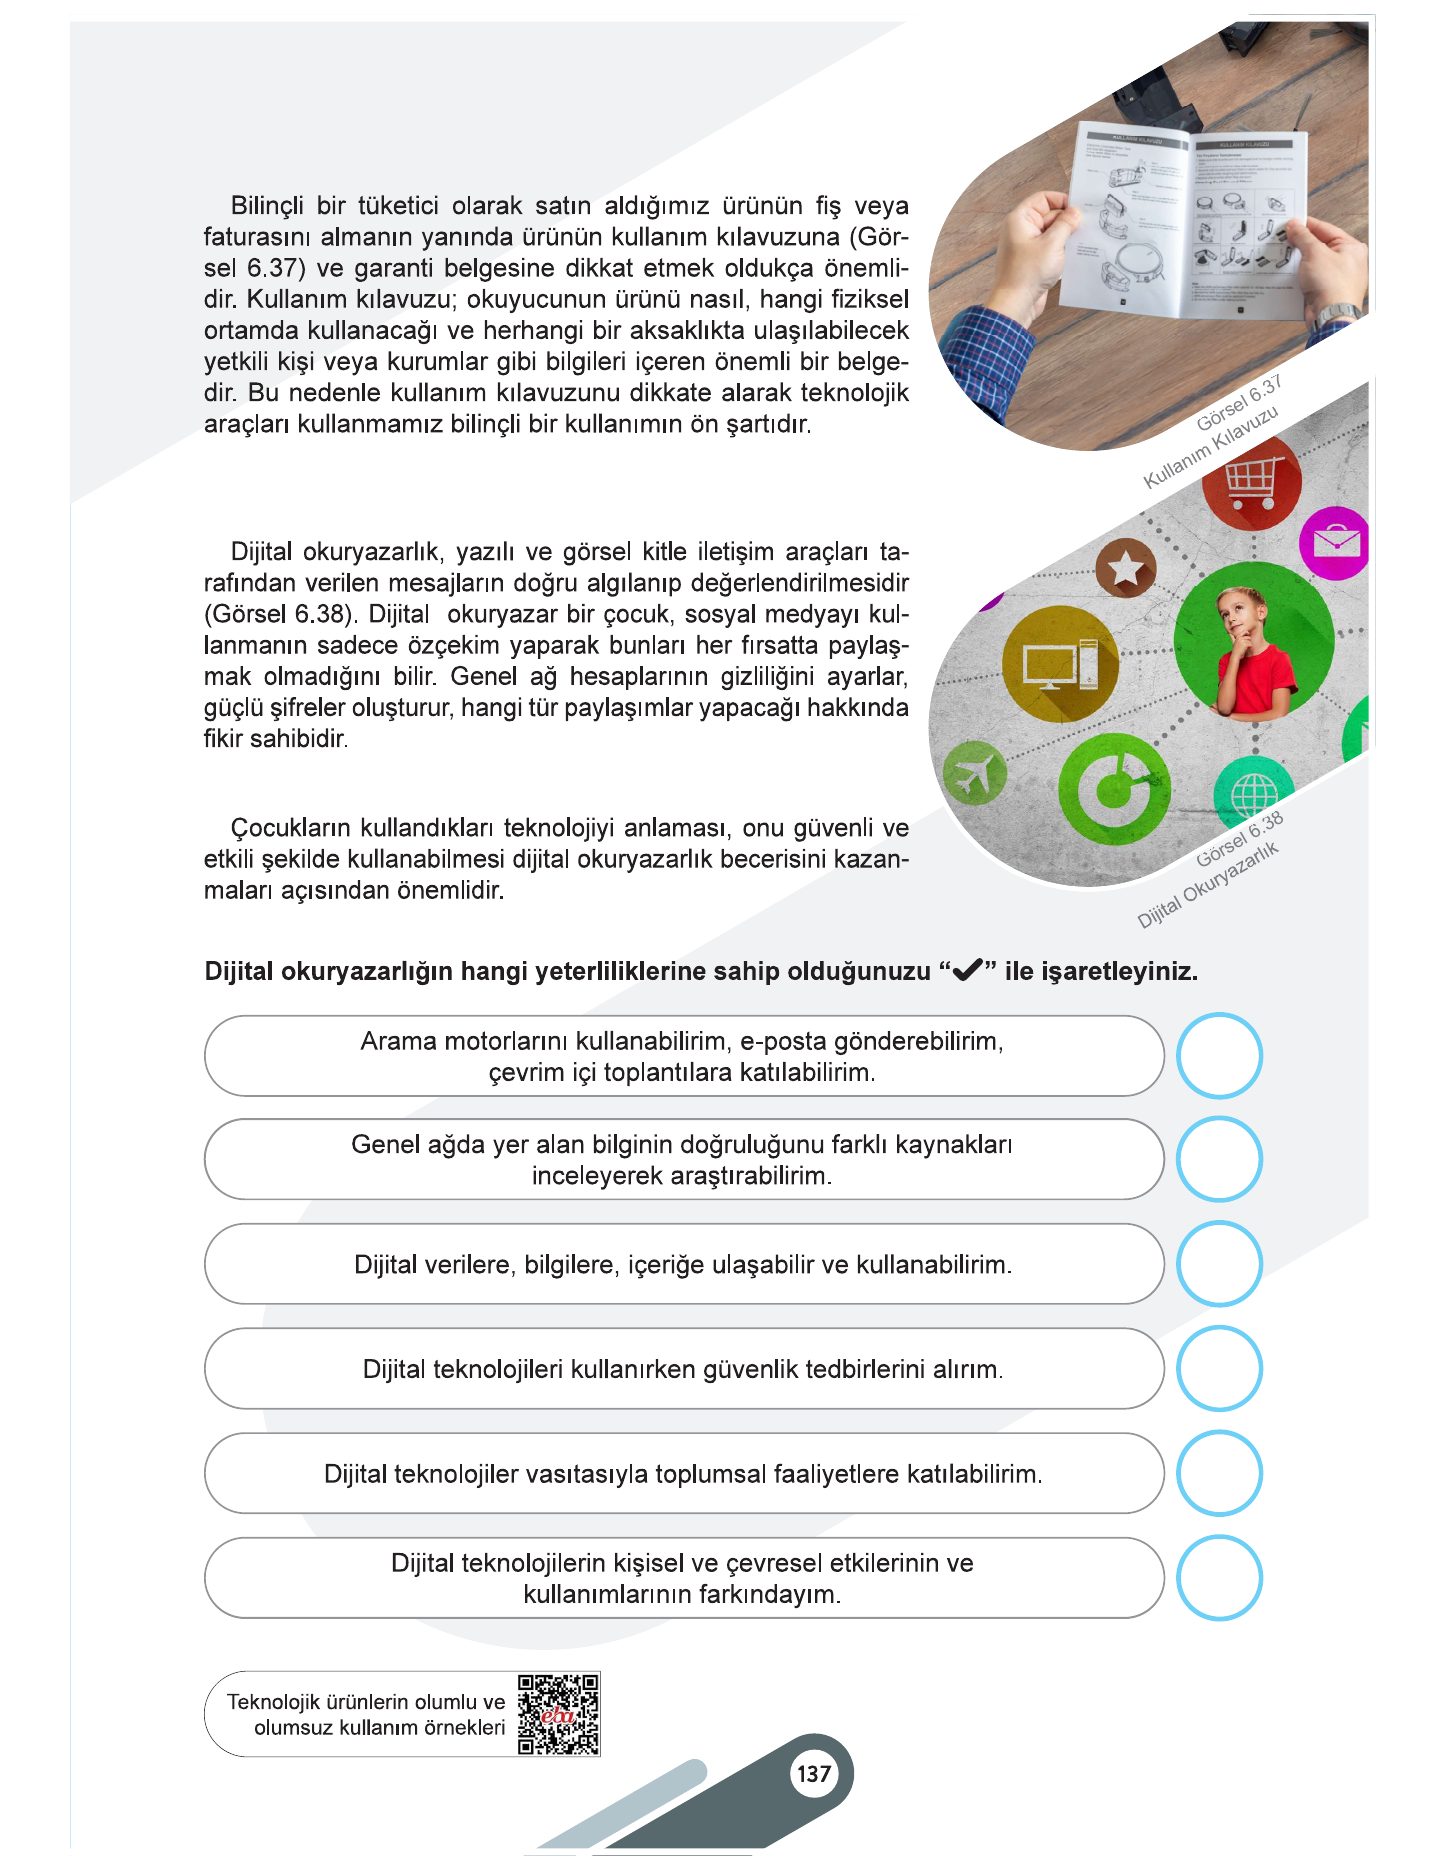 KULLANIM KILAVUZU
KULLANIM KILAVUZU
Bilinçli bir tüketici olarak satın aldığımız ürünün fiş veya
faturasını almanın yanında ürünün kullanım kılavuzuna (Gör-
sel 6.37) ve garanti belgesine dikkat etmek oldukça önemli-
dir. Kullanım kılavuzu; okuyucunun ürünü nasıl, hangi fiziksel
ortamda kullanacağı ve herhangi bir aksaklıkta ulaşılabilecek
yetkili kişi veya kurumlar gibi bilgileri içeren önemli bir belge-
dir. Bu nedenle kullanım kılavuzunu dikkate alarak teknolojik
araçları kullanmamız bilinçli bir kullanımın ön şartıdır.
Görsel 6.37
Kullanım Kılavuzu
Dijital okuryazarlık, yazılı ve görsel kitle iletişim araçları ta-
rafından verilen mesajların doğru algılanıp değerlendirilmesidir
(Görsel 6.38). Dijital okuryazar bir çocuk, sosyal medyayı kul-
lanmanın sadece özçekim yaparak bunları her fırsatta paylaş-
mak olmadığını bilir. Genel ağ hesaplarının gizliliğini ayarlar,
güçlü şifreler oluşturur, hangi tür paylaşımlar yapacağı hakkında
fikir sahibidir.
Görsel 6.38
Dijital Okuryazarlık
Çocukların kullandıkları teknolojiyi anlaması, onu güvenli ve
etkili şekilde kullanabilmesi dijital okuryazarlık becerisini kazan-
maları açısından önemlidir.
Dijital okuryazarlığın hangi yeterliliklerine sahip olduğunuzu “✔” ile işaretleyiniz.
Arama motorlarını kullanabilirim, e-posta gönderebilirim,
çevrim içi toplantılara katılabilirim.
Genel ağda yer alan bilginin doğruluğunu farklı kaynakları
inceleyerek araştırabilirim.
Dijital verilere, bilgilere, içeriğe ulaşabilir ve kullanabilirim.
Dijital teknolojileri kullanırken güvenlik tedbirlerini alırım.
Dijital teknolojiler vasıtasıyla toplumsal faaliyetlere katılabilirim.
Dijital teknolojilerin kişisel ve çevresel etkilerinin ve
kullanımlarının farkındayım.
Teknolojik ürünlerin olumlu ve
olumsuz kullanım örnekleri
eba
137